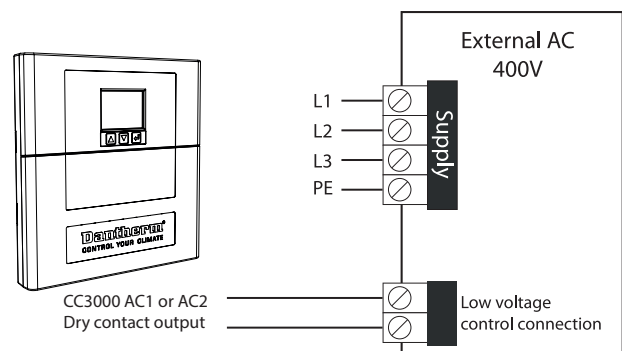 External AC
400V
L1
L2
L3
PE
Supply
Dantherm
CONTROL YOUR CLIMATE
CC3000 AC1 or AC2
Dry contact output
Low voltage
control connection